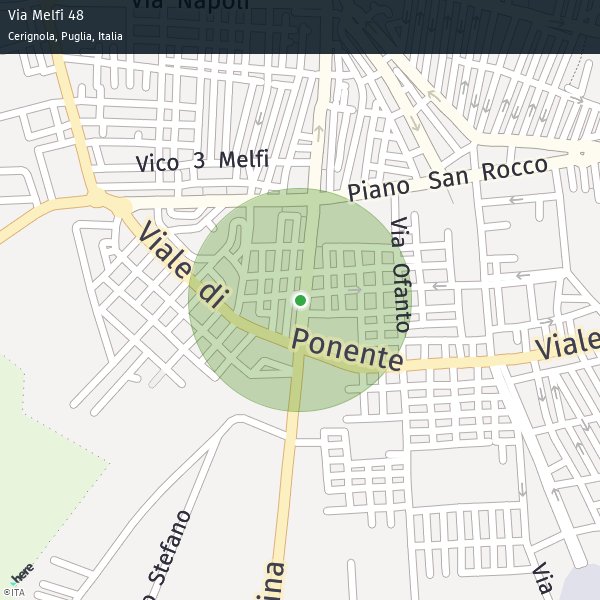 Via Melfi 48
Cerignola, Puglia, Italia
Via Napoli
Vico 3 Melfi
Piano San Rocco
Viale di Ponente
Via Ofanto
Viale
Stefano
Via
here
©ITA